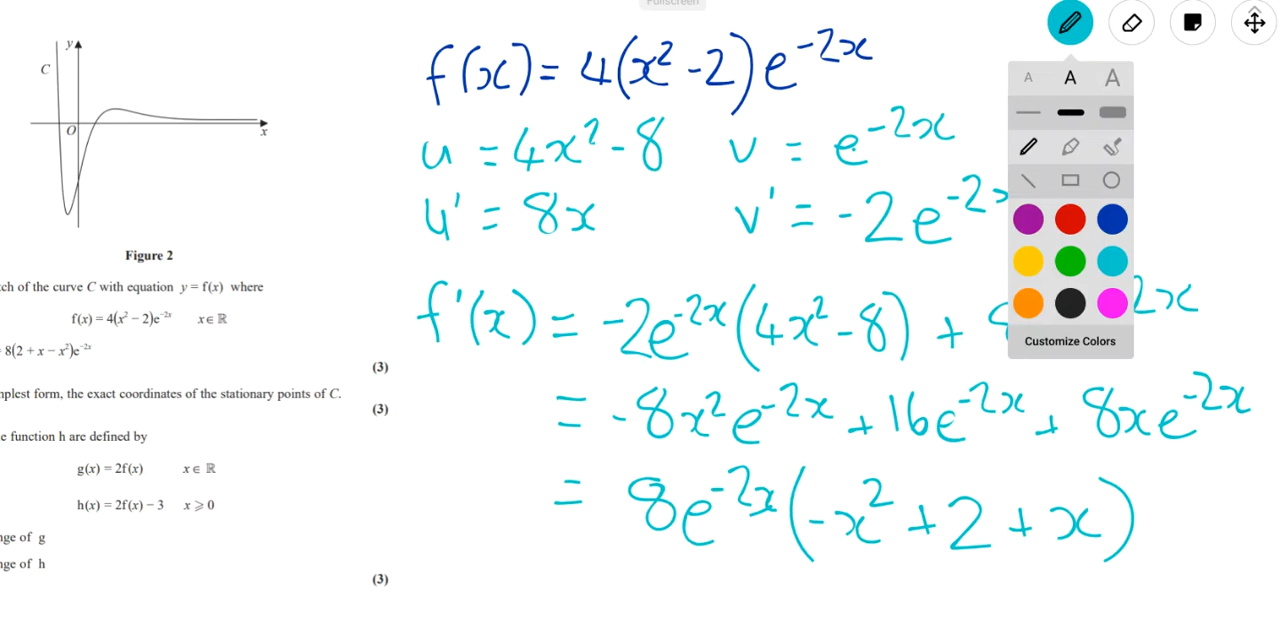 Fullscreen
y
C
O
x
Figure 2
ch of the curve C with equation y = f(x) where
f(x) = 4(x² – 2)e⁻²ˣ x ∈ ℝ
8(2 + x – x²)e⁻²ˣ
(3)
nplest form, the exact coordinates of the stationary points of C.
(3)
e function h are defined by
g(x) = 2f(x) x ∈ ℝ
h(x) = 2f(x) – 3 x ⩾ 0
nge of g
nge of h
(3)
f(x) = 4(x² - 2)e⁻²ˣ
u = 4x² - 8 v = e⁻²ˣ
u' = 8x v' = -2e⁻²
f'(x) = -2e⁻²ˣ(4x² - 8) + 2x
= -8x²e⁻²ˣ + 16e⁻²ˣ + 8xe⁻²ˣ
= 8e⁻²ˣ(-x² + 2 + x)
A A A
Customize Colors